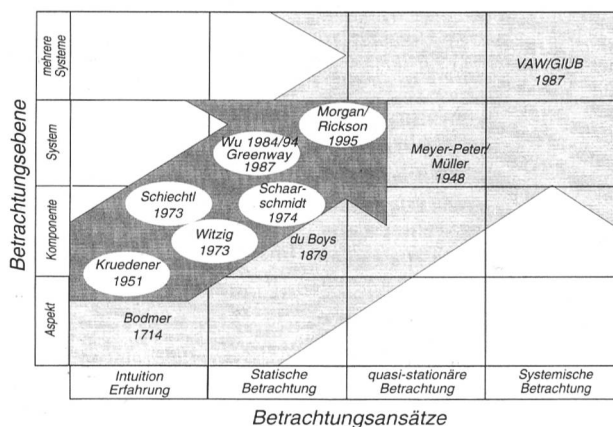 Betrachtungsebene
mehrere
Systeme
System
Komponente
Aspekt
VAW/GIUB
1987
Morgan/
Rickson
1995
Wu 1984/94
Greenway
1987
Meyer-Peter/
Müller
1948
Schiechtl
1973
Schaar-
schmidt
1974
Witzig
1973
du Boys
1879
Kruedener
1951
Bodmer
1714
Intuition
Erfahrung
Statische
Betrachtung
quasi-stationäre
Betrachtung
Systemische
Betrachtung
Betrachtungsansätze